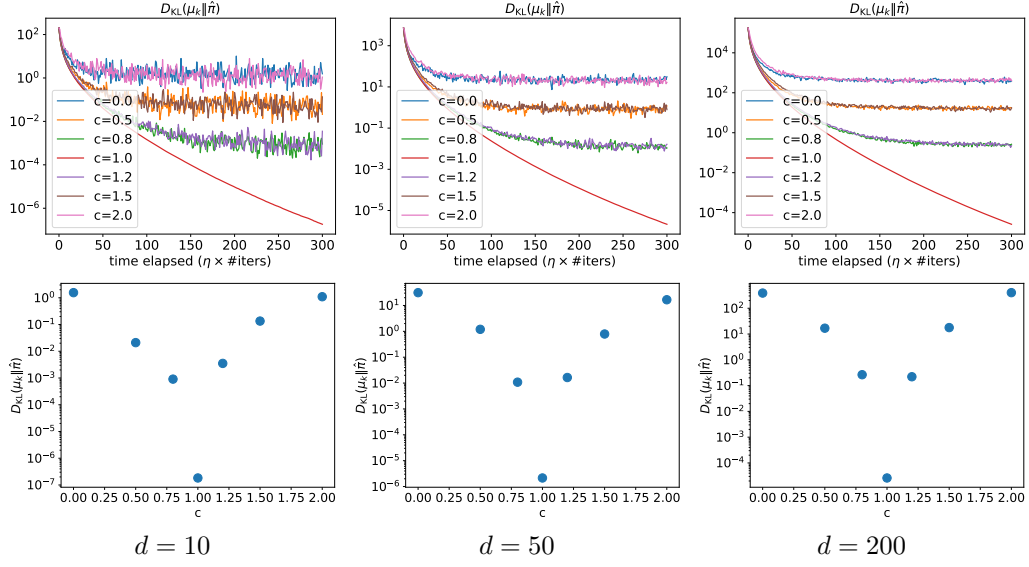 D_KL(μ_k‖π̂)
10^2
10^0
10^−2
10^−4
10^−6
c=0.0
c=0.5
c=0.8
c=1.0
c=1.2
c=1.5
c=2.0
0 50 100 150 200 250 300
time elapsed (η × #iters)
D_KL(μ_k‖π̂)
10^3
10^1
10^−1
10^−3
10^−5
c=0.0
c=0.5
c=0.8
c=1.0
c=1.2
c=1.5
c=2.0
0 50 100 150 200 250 300
time elapsed (η × #iters)
D_KL(μ_k‖π̂)
10^4
10^2
10^0
10^−2
10^−4
c=0.0
c=0.5
c=0.8
c=1.0
c=1.2
c=1.5
c=2.0
0 50 100 150 200 250 300
time elapsed (η × #iters)
D_KL(μ_k‖π̂)
10^0
10^−1
10^−2
10^−3
10^−4
10^−5
10^−6
10^−7
0.00 0.25 0.50 0.75 1.00 1.25 1.50 1.75 2.00
c
d = 10
D_KL(μ_k‖π̂)
10^1
10^0
10^−1
10^−2
10^−3
10^−4
10^−5
10^−6
0.00 0.25 0.50 0.75 1.00 1.25 1.50 1.75 2.00
c
d = 50
D_KL(μ_k‖π̂)
10^2
10^1
10^0
10^−1
10^−2
10^−3
10^−4
0.00 0.25 0.50 0.75 1.00 1.25 1.50 1.75 2.00
c
d = 200